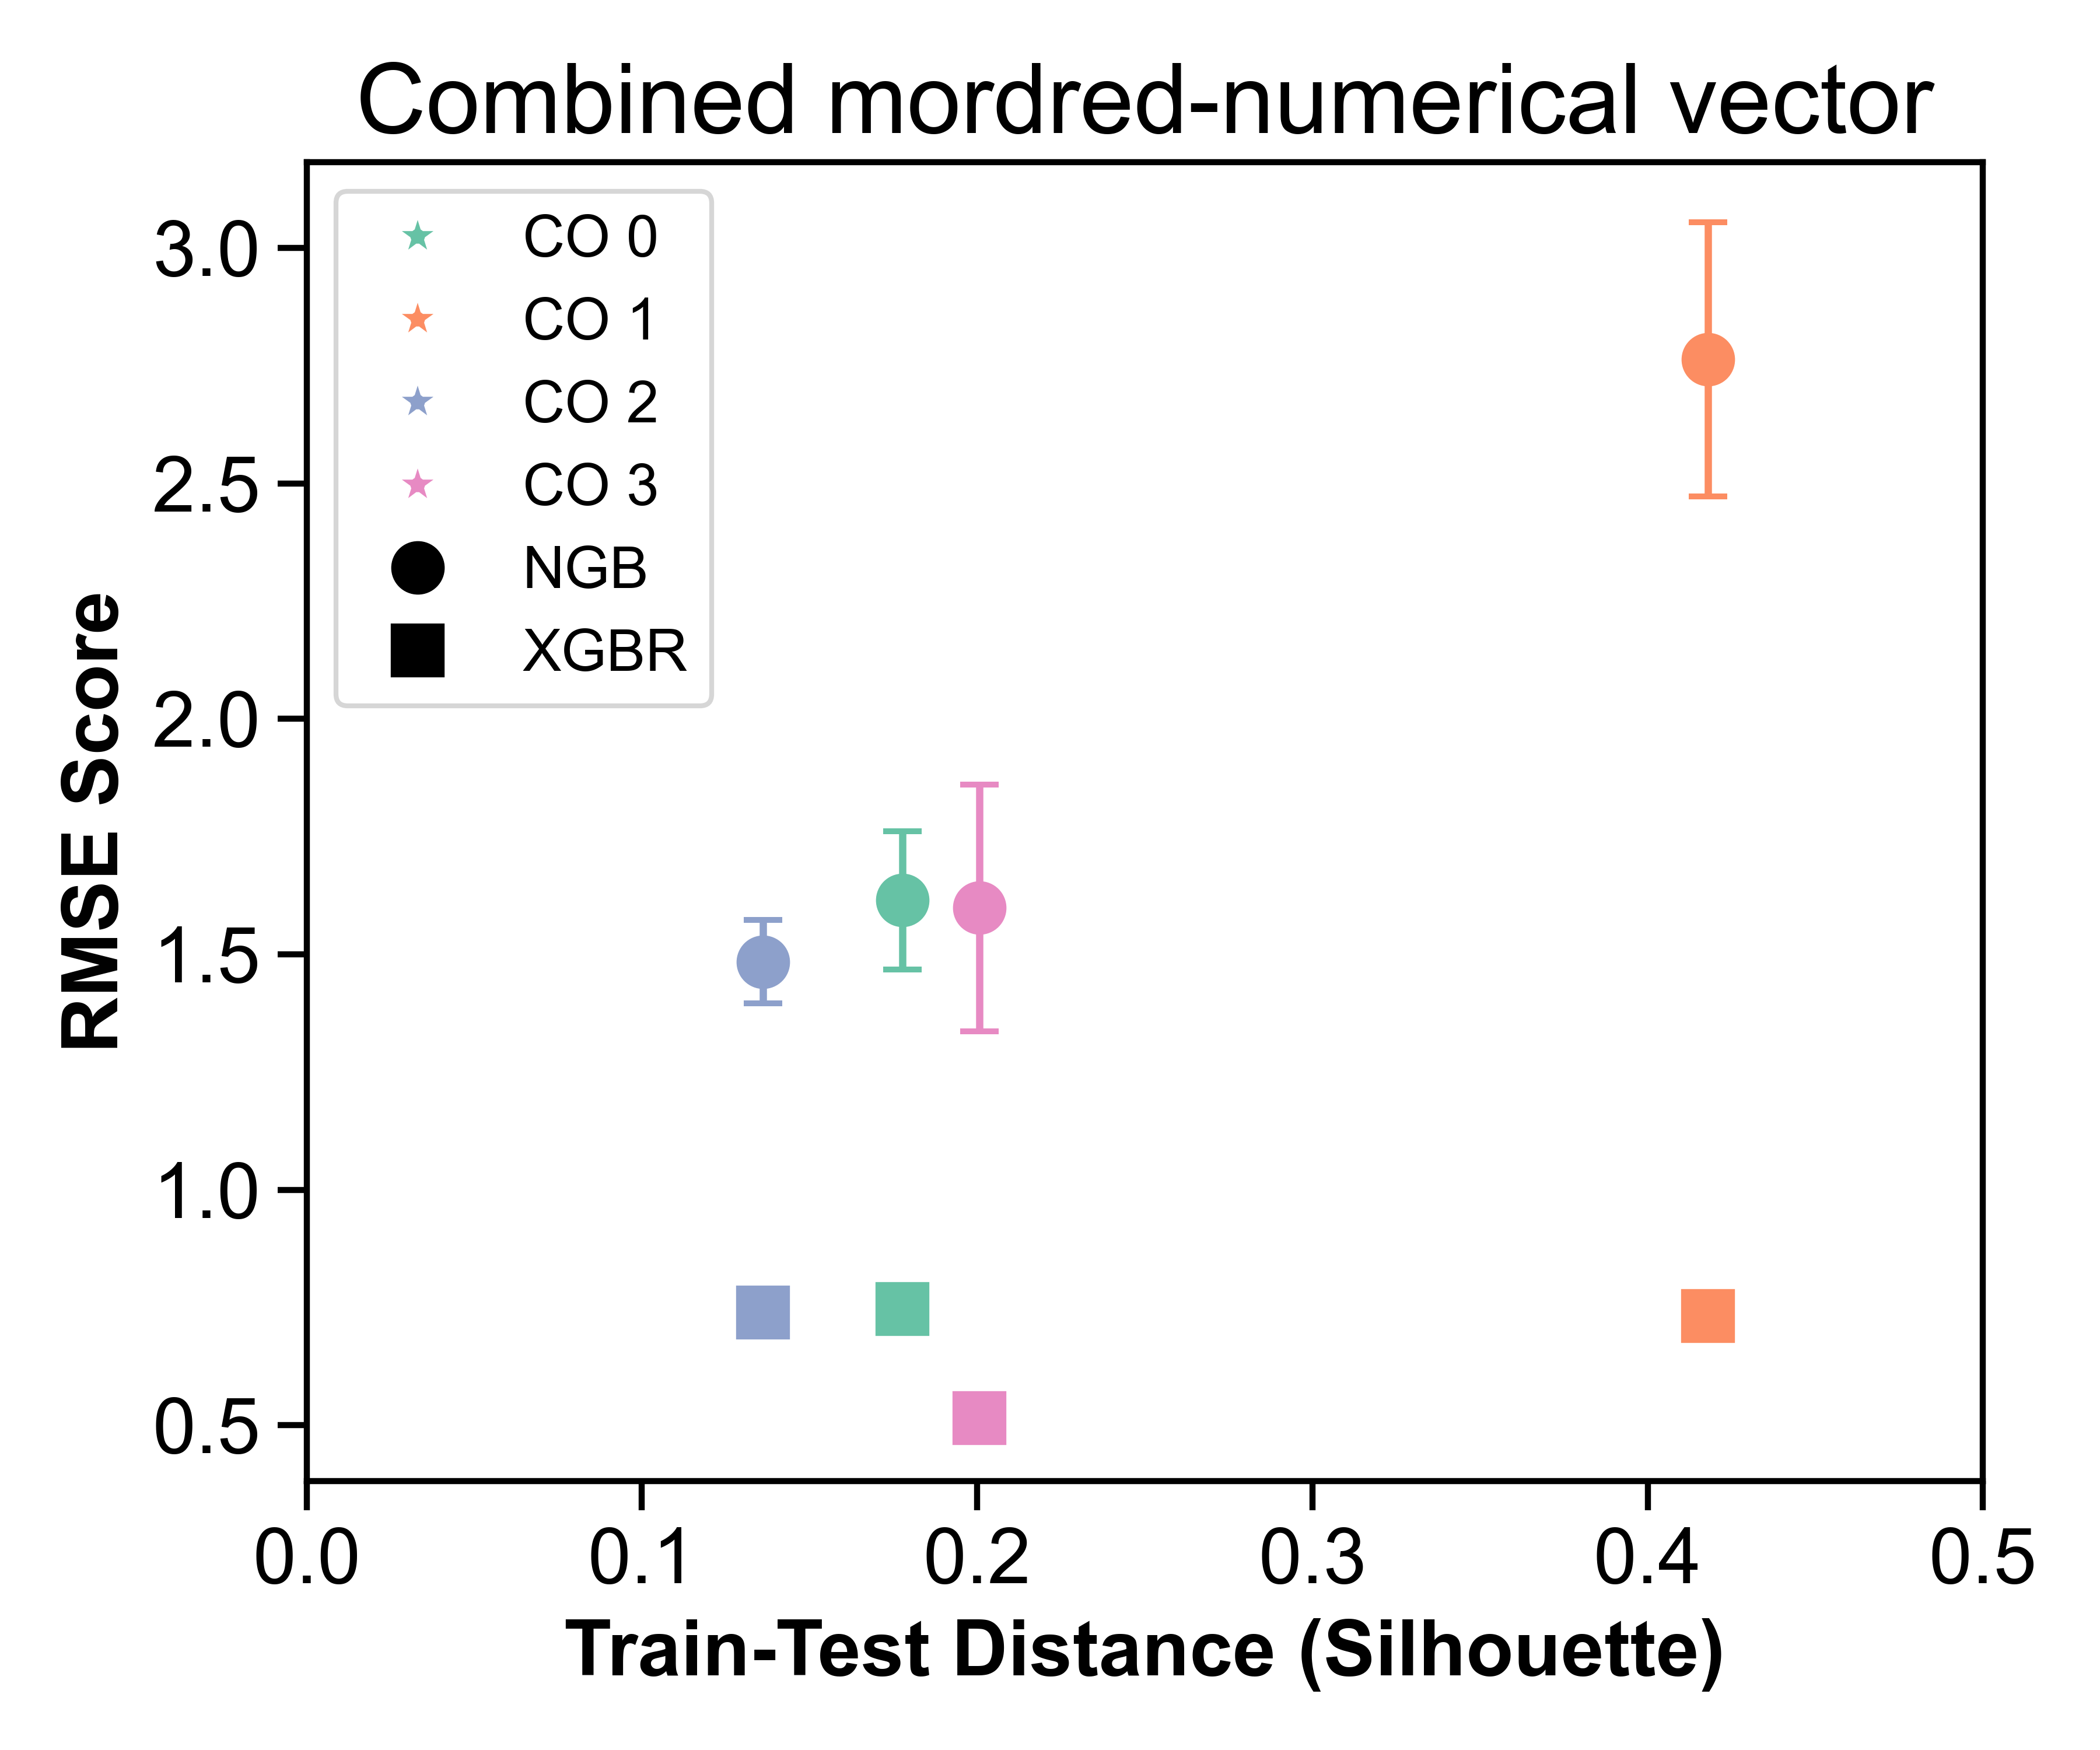 Combined mordred-numerical vector
CO 0
CO 1
CO 2
CO 3
NGB
XGBR
RMSE Score
3.0
2.5
2.0
1.5
1.0
0.5
0.0 0.1 0.2 0.3 0.4 0.5
Train-Test Distance (Silhouette)